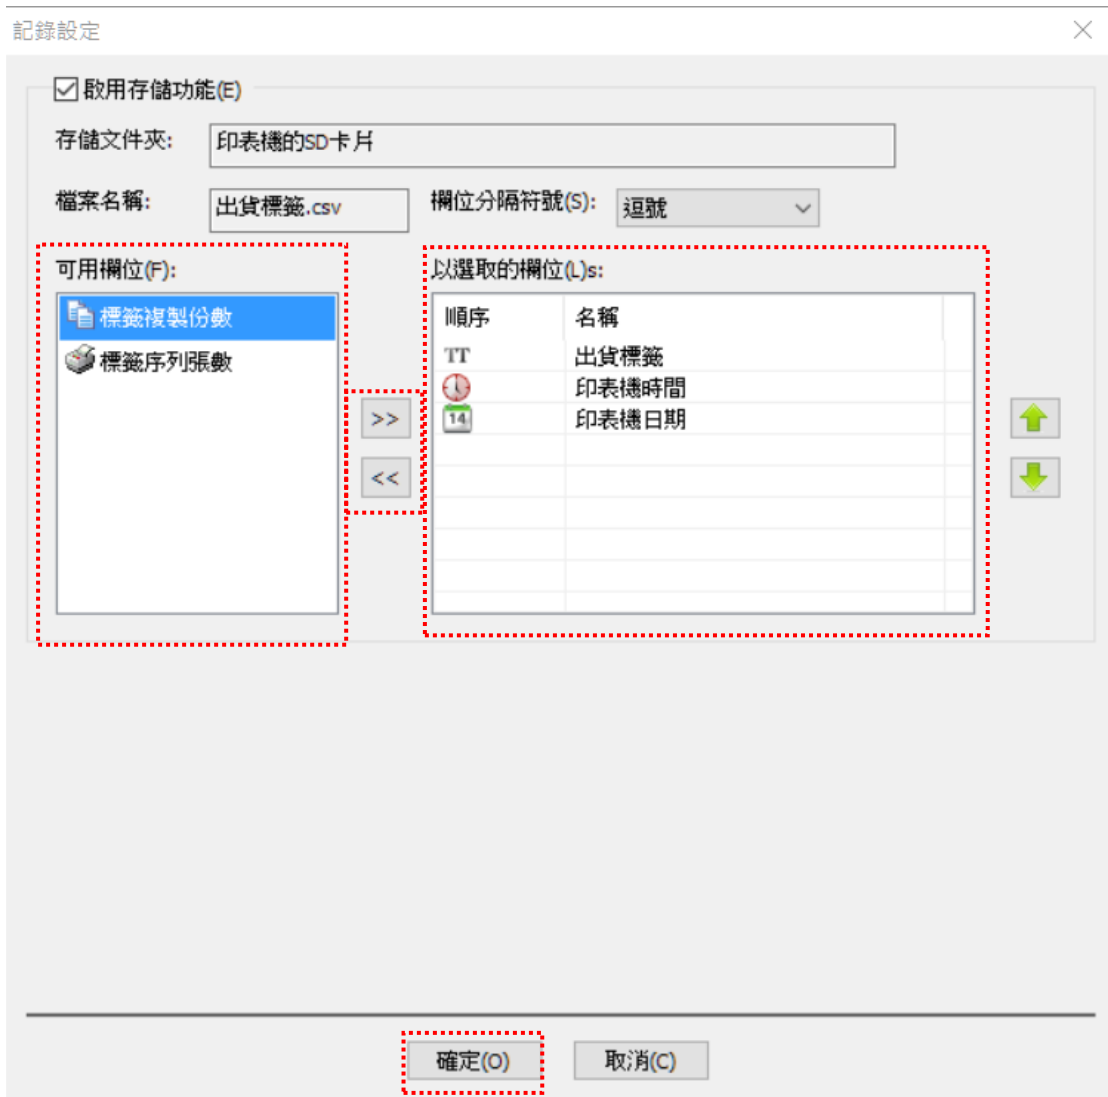 記錄設定
啟用存儲功能(E)
存儲文件夾: 印表機的SD卡片
檔案名稱: 出貨標籤.csv 欄位分隔符號(S): 逗號
可用欄位(F): 以選取的欄位(L)s:
標籤複製份數
標籤序列張數
順序 名稱
TT 出貨標籤
印表機時間
14 印表機日期
>>
<<
確定(O) 取消(C)